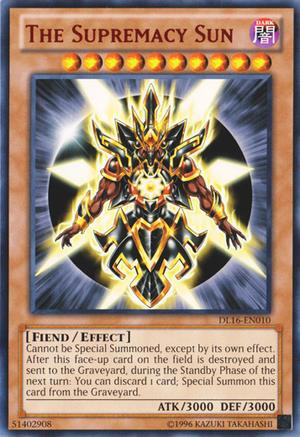 THE SUPREMACY SUN
DARK
闇
DL16-EN010
[FIEND / EFFECT]
Cannot be Special Summoned, except by its own effect.
After this face-up card on the field is destroyed and
sent to the Graveyard, during the Standby Phase of the
next turn: You can discard 1 card; Special Summon this
card from the Graveyard.
ATK/3000 DEF/3000
51402908
©1996 KAZUKI TAKAHASHI